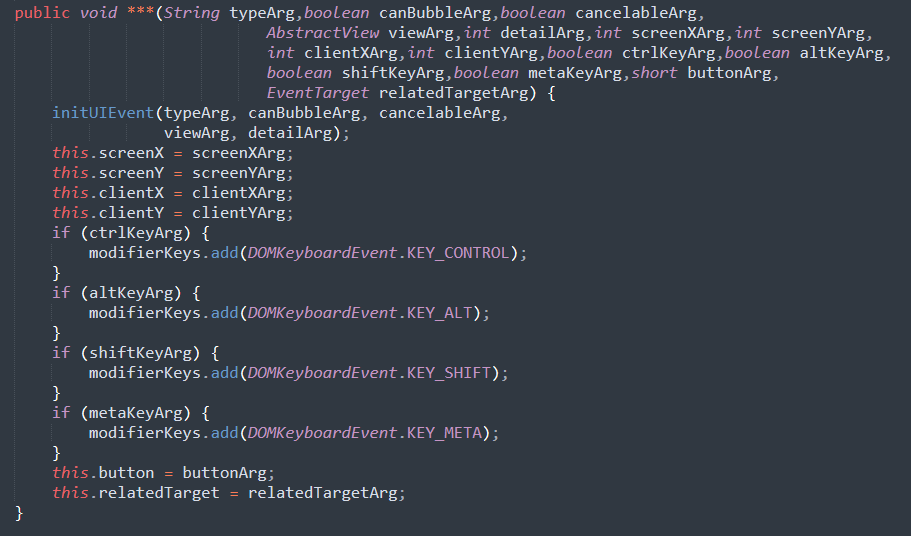 public void ***(String typeArg,boolean canBubbleArg,boolean cancelableArg,
                           AbstractView viewArg,int detailArg,int screenXArg,int screenYArg,
                           int clientXArg,int clientYArg,boolean ctrlKeyArg,boolean altKeyArg,
                           boolean shiftKeyArg,boolean metaKeyArg,short buttonArg,
                           EventTarget relatedTargetArg) {
    initUIEvent(typeArg, canBubbleArg, cancelableArg,
                viewArg, detailArg);
    this.screenX = screenXArg;
    this.screenY = screenYArg;
    this.clientX = clientXArg;
    this.clientY = clientYArg;
    if (ctrlKeyArg) {
        modifierKeys.add(DOMKeyboardEvent.KEY_CONTROL);
    }
    if (altKeyArg) {
        modifierKeys.add(DOMKeyboardEvent.KEY_ALT);
    }
    if (shiftKeyArg) {
        modifierKeys.add(DOMKeyboardEvent.KEY_SHIFT);
    }
    if (metaKeyArg) {
        modifierKeys.add(DOMKeyboardEvent.KEY_META);
    }
    this.button = buttonArg;
    this.relatedTarget = relatedTargetArg;
}